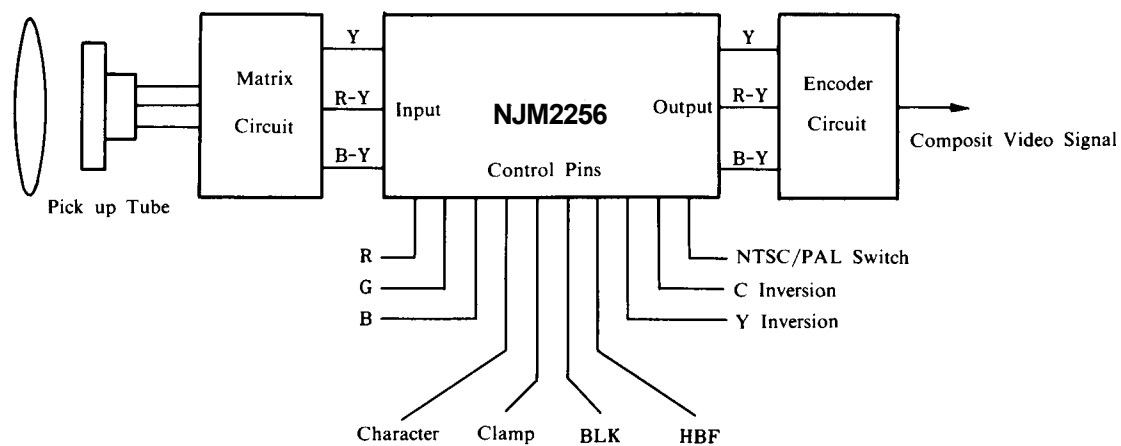 Y
Y
Matrix
Circuit
Encoder
Circuit
R-Y
Input
NJM2256
Output
R-Y
Composit Video Signal
B-Y
Control Pins
B-Y
Pick up Tube
R
NTSC/PAL Switch
G
C Inversion
B
Y Inversion
Character
Clamp
BLK
HBF